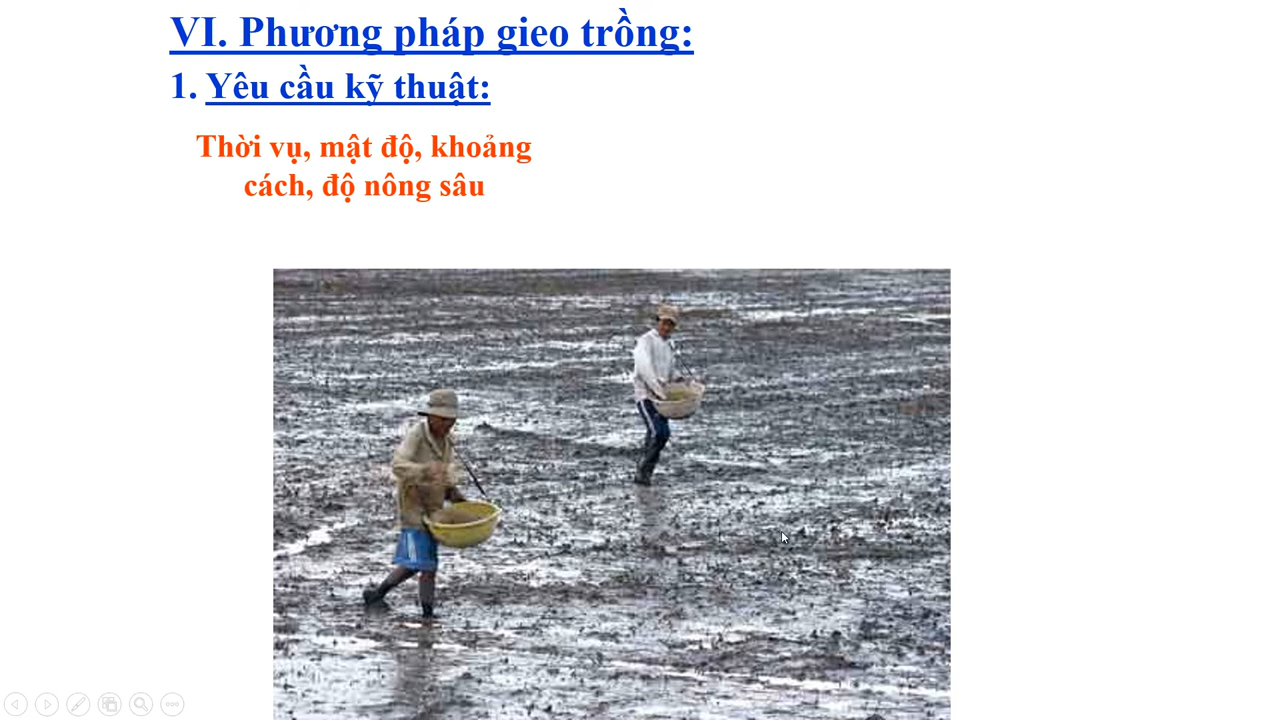 VI. Phương pháp gieo trồng:
1. Yêu cầu kỹ thuật:
Thời vụ, mật độ, khoảng
cách, độ nông sâu